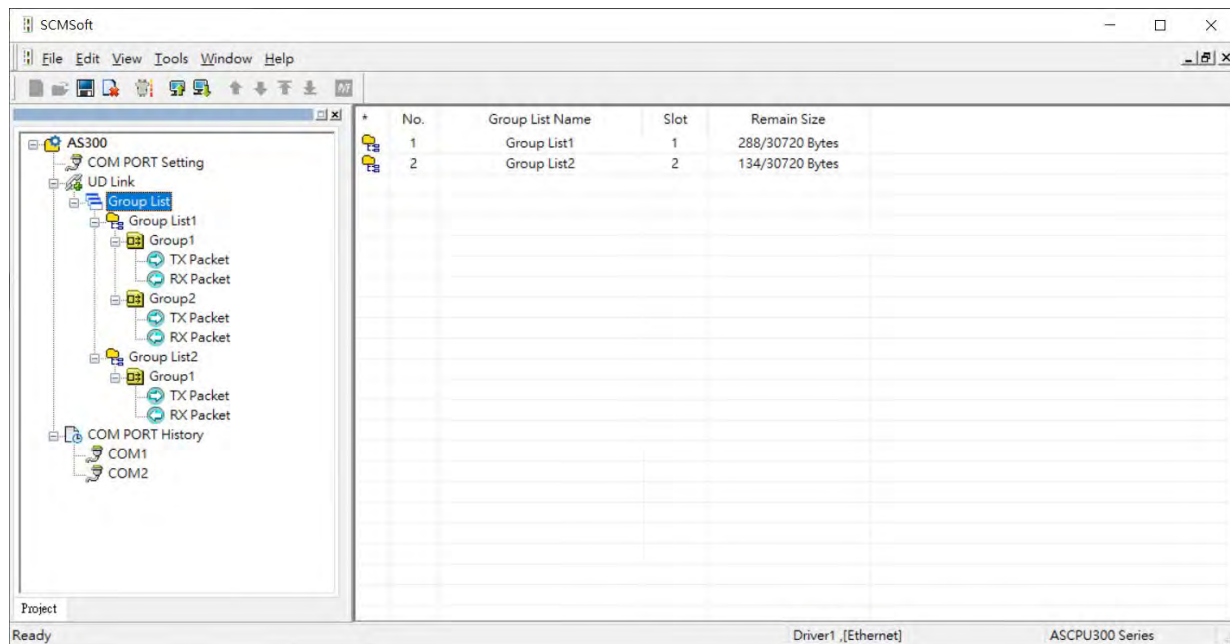 SCMSoft
File Edit View Tools Window Help
AS300
COM PORT Setting
UD Link
Group List
Group List1
Group1
TX Packet
RX Packet
Group2
TX Packet
RX Packet
Group List2
Group1
TX Packet
RX Packet
COM PORT History
COM1
COM2
Project
* No. Group List Name Slot Remain Size
1 Group List1 1 288/30720 Bytes
2 Group List2 2 134/30720 Bytes
Ready Driver1 ,[Ethernet] ASCPU300 Series